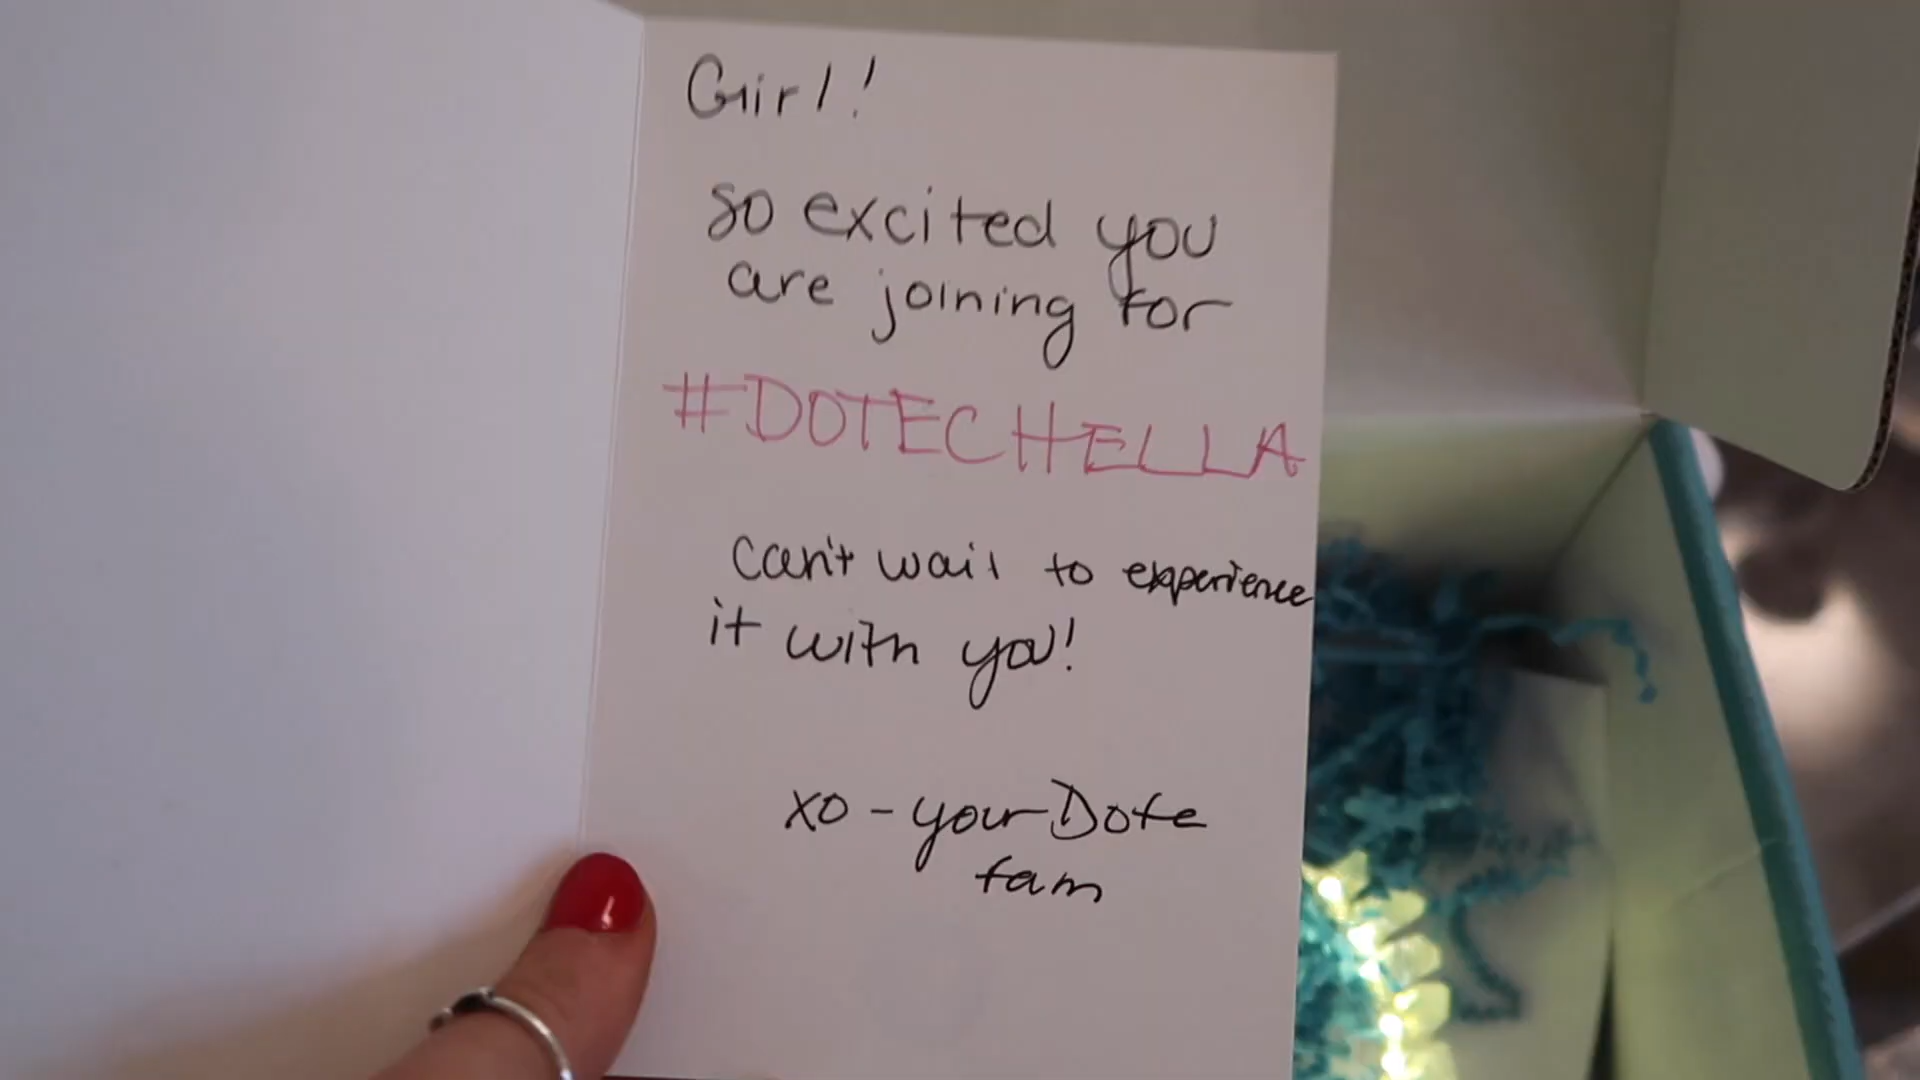 Girl!
so excited you
are joining for
#DOTECHELLA
Can't wait to experience
it with you!
xo - your Dote
fam